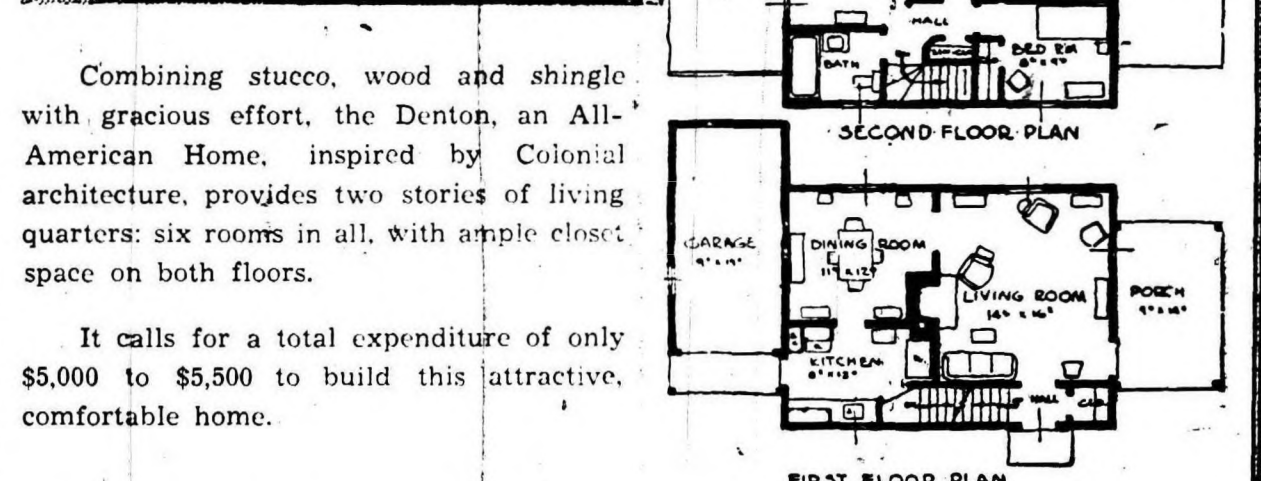 Combining stucco, wood and shingle
with gracious effort, the Denton, an All-
American Home, inspired by Colonial
architecture, provides two stories of living
quarters: six rooms in all, with ample closet
space on both floors.
It calls for a total expenditure of only
$5,000 to $5,500 to build this attractive,
comfortable home.
HALL
BATH
BED RM
SECOND FLOOR PLAN
GARAGE
DINING ROOM
LIVING ROOM
PORCH
KITCHEN
HALL
FIRST FLOOR PLAN